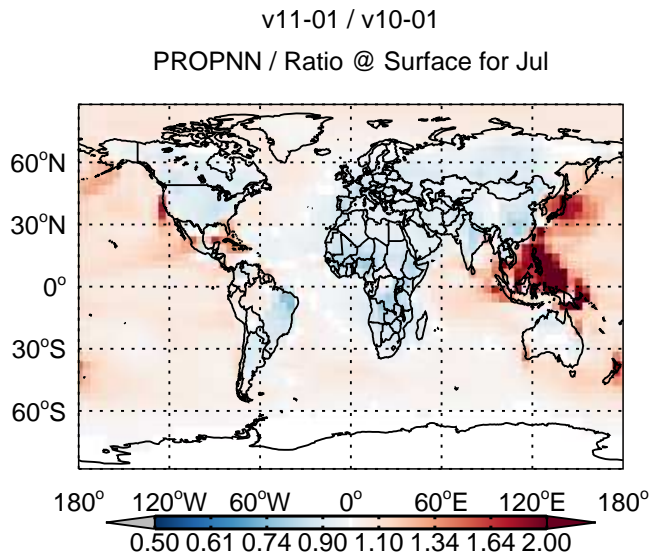 v11-01 / v10-01
PROPNN / Ratio @ Surface for Jul
60°N
30°N
0°
30°S
60°S
180° 120°W 60°W 0° 60°E 120°E 180°
0.50 0.61 0.74 0.90 1.10 1.34 1.64 2.00